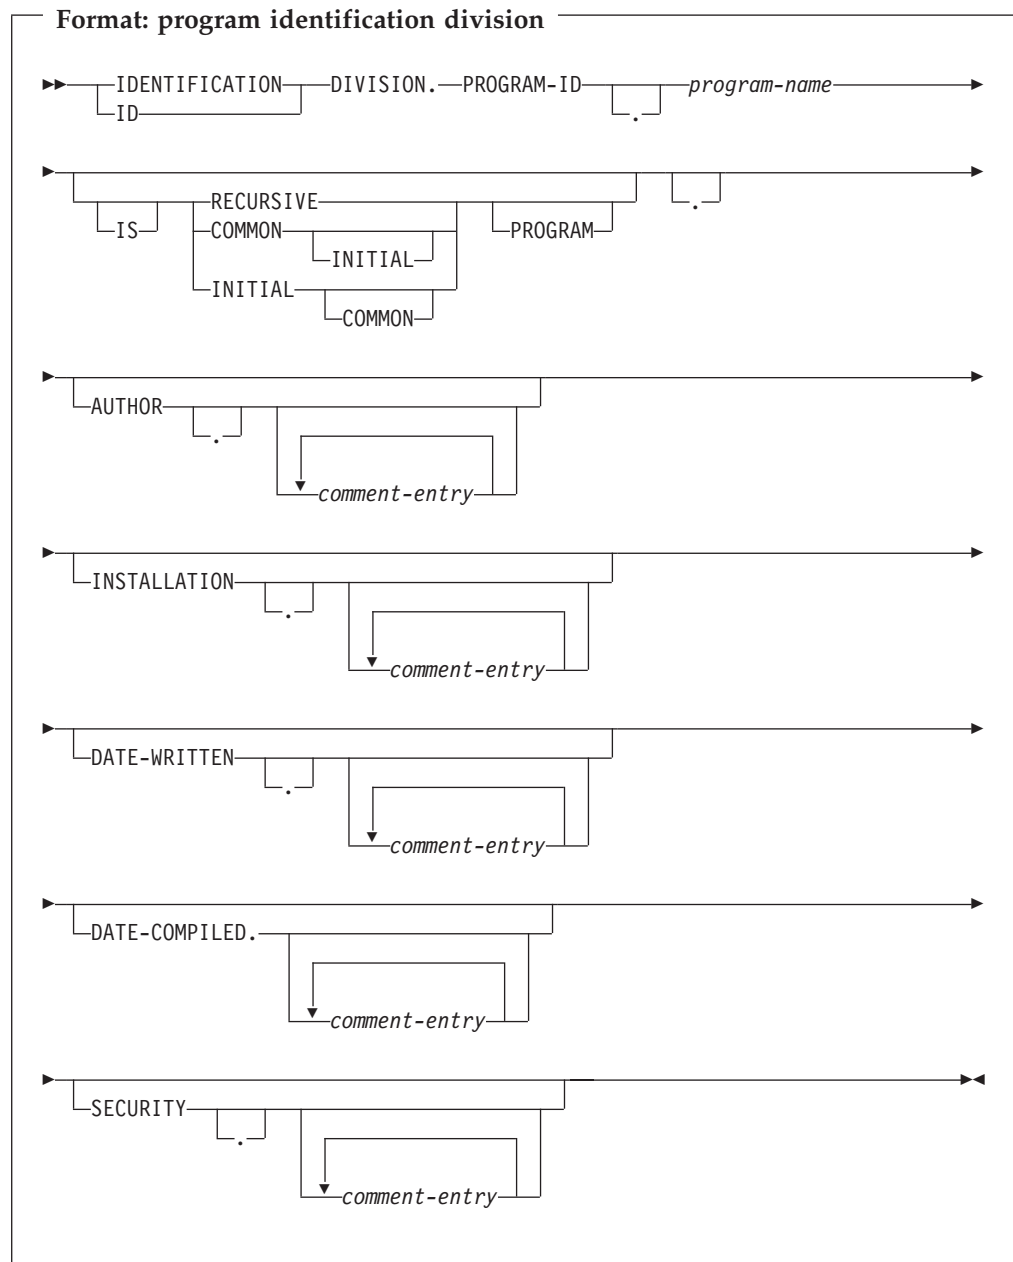 Format: program identification division
IDENTIFICATION DIVISION. PROGRAM-ID program-name
ID .
RECURSIVE .
IS COMMON PROGRAM
INITIAL
INITIAL
COMMON
AUTHOR
.
comment-entry
INSTALLATION
.
comment-entry
DATE-WRITTEN
.
comment-entry
DATE-COMPILED.
comment-entry
SECURITY
.
comment-entry